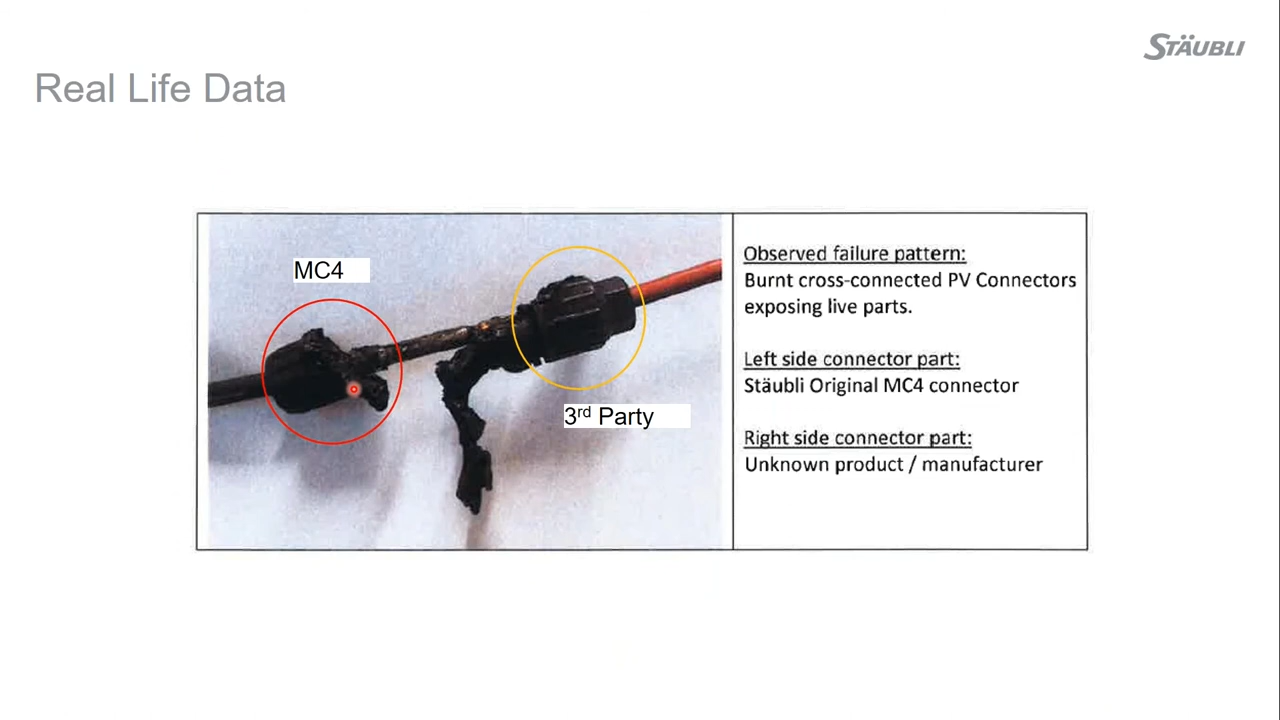 STÄUBLI
Real Life Data
MC4
3rd Party
Observed failure pattern:
Burnt cross-connected PV Connectors
exposing live parts.
Left side connector part:
Stäubli Original MC4 connector
Right side connector part:
Unknown product / manufacturer